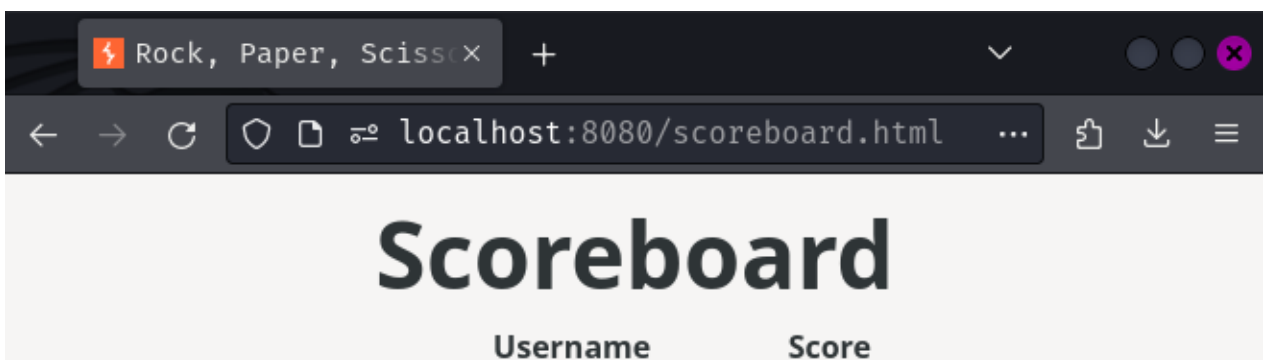 Rock, Paper, Sciss
localhost:8080/scoreboard.html
Scoreboard
Username Score